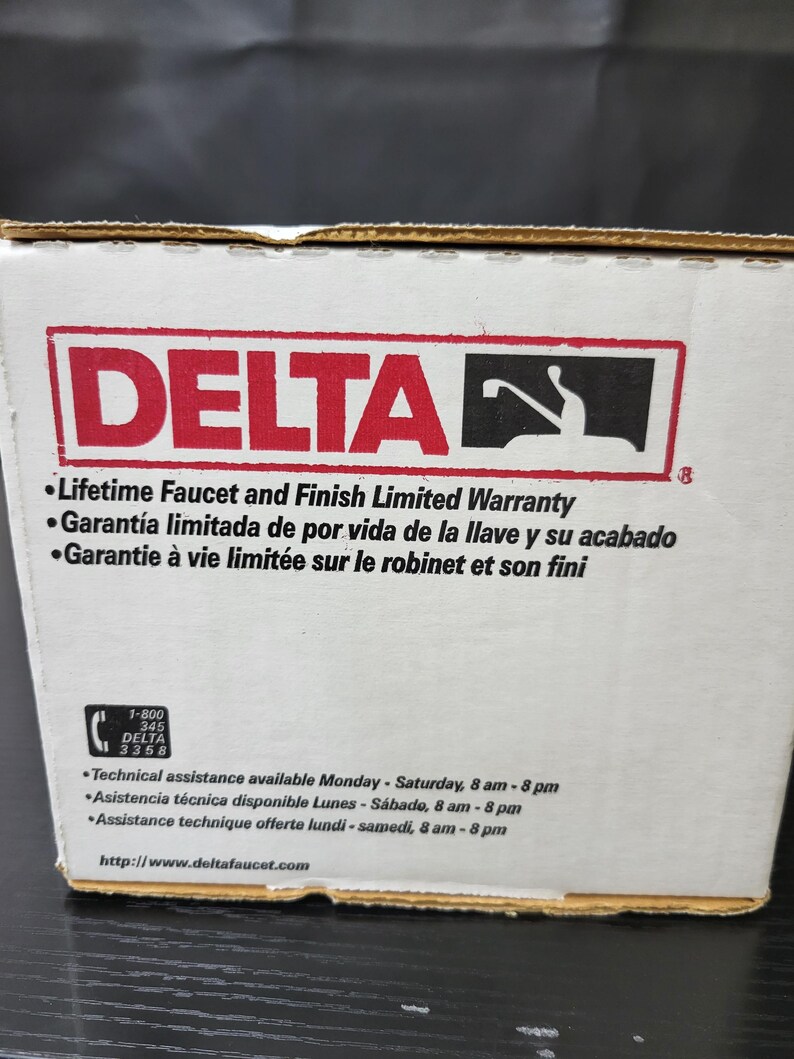 DELTA
®
•Lifetime Faucet and Finish Limited Warranty
•Garantía limitada de por vida de la llave y su acabado
•Garantie à vie limitée sur le robinet et son fini
1-800
345
DELTA
3358
•Technical assistance available Monday - Saturday, 8 am - 8 pm
•Asistencia técnica disponible Lunes - Sábado, 8 am - 8 pm
•Assistance technique offerte lundi - samedi, 8 am - 8 pm
http://www.deltafaucet.com